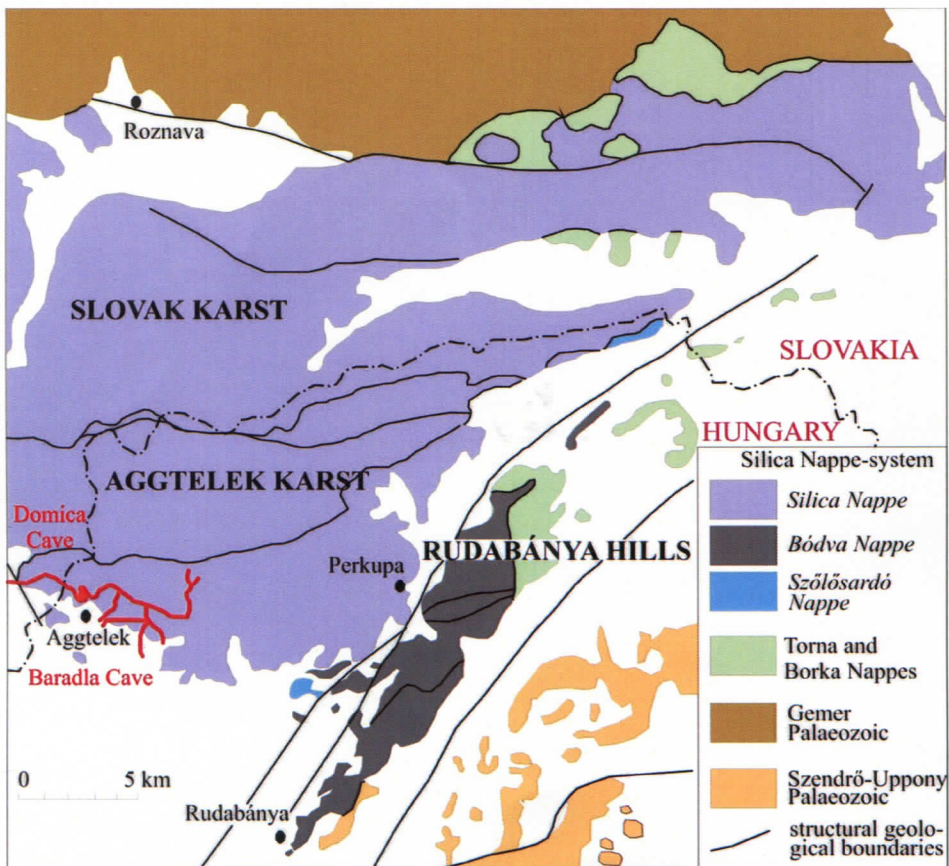 Roznava
SLOVAK KARST
SLOVAKIA
HUNGARY
AGGTELEK KARST
Domica
Cave
Perkupa
RUDABÁNYA HILLS
Aggtelek
Baradla Cave
0 5 km
Rudabánya
Silica Nappe-system
Silica Nappe
Bódva Nappe
Szőlősardó
Nappe
Torna and
Borka Nappes
Gemer
Palaeozoic
Szendrő-Uppony
Palaeozoic
structural geolo-
gical boundaries